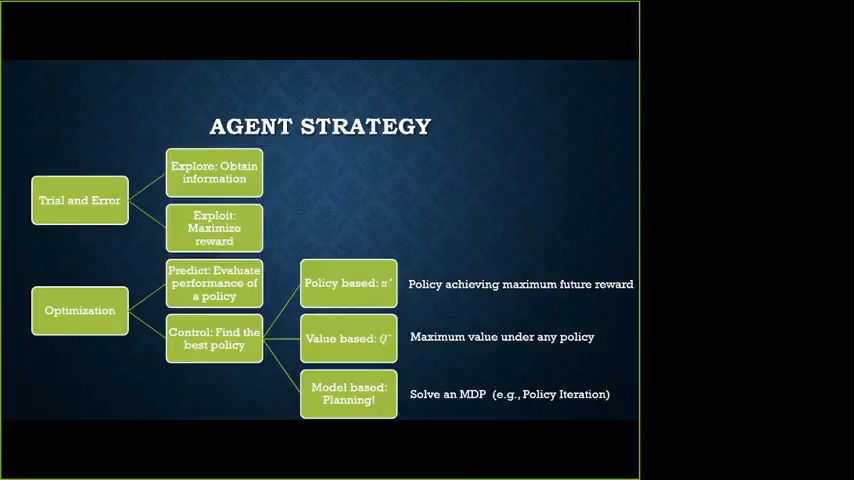 AGENT STRATEGY
Trial and Error
Explore: Obtain
information
Exploit:
Maximize
reward
Optimization
Predict: Evaluate
performance of
a policy
Control: Find the
best policy
Policy based: π*
Policy achieving maximum future reward
Value based: Q*
Maximum value under any policy
Model based:
Planning!
Solve an MDP (e.g., Policy Iteration)